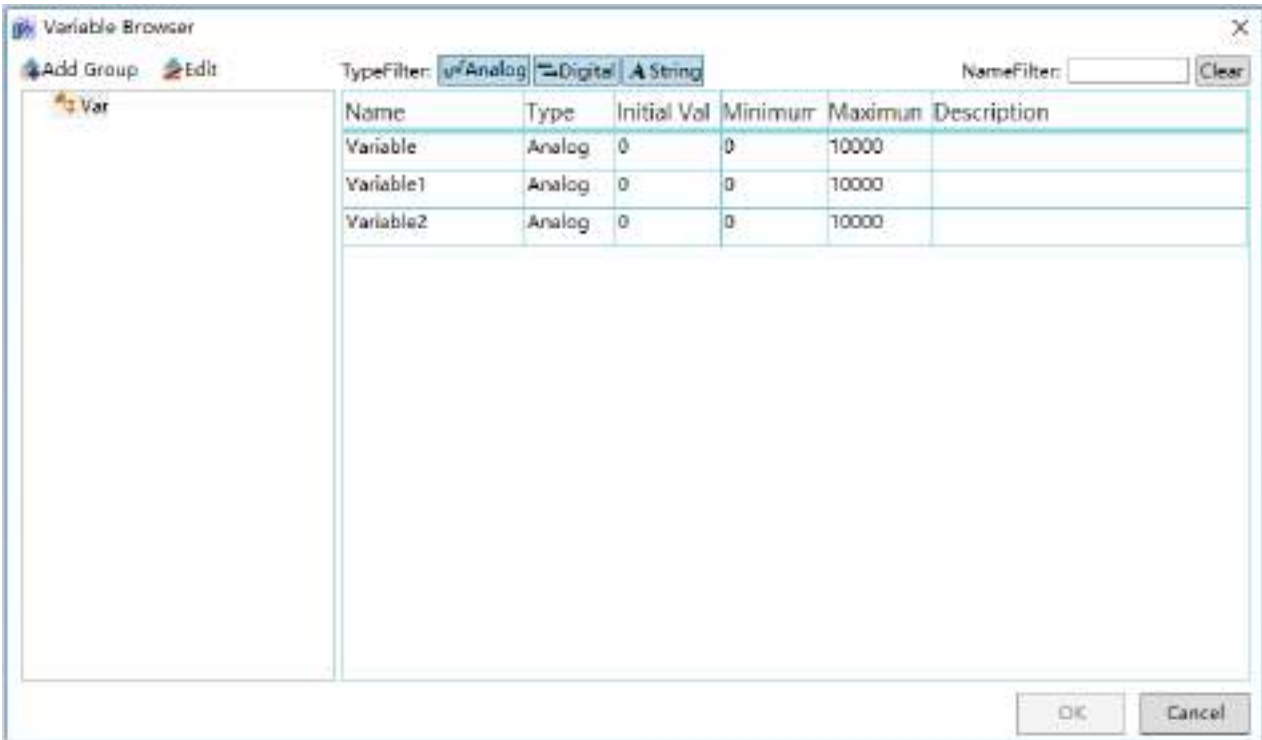 Variable Browser
Add Group Edit TypeFilter: Analog Digital A String NameFilter: Clear
Var
Name Type Initial Val Minimum Maximun Description
Variable Analog 0 0 10000
Variable1 Analog 0 0 10000
Variable2 Analog 0 0 10000
OK Cancel